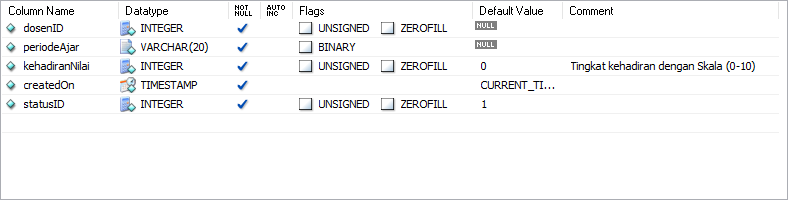 Column Name Datatype NOT NULL AUTO INC Flags Default Value Comment
dosenID INTEGER UNSIGNED ZEROFILL NULL
periodeAjar VARCHAR(20) BINARY NULL
kehadiranNilai INTEGER UNSIGNED ZEROFILL 0 Tingkat kehadiran dengan Skala (0-10)
createdOn TIMESTAMP CURRENT_TI...
statusID INTEGER UNSIGNED ZEROFILL 1